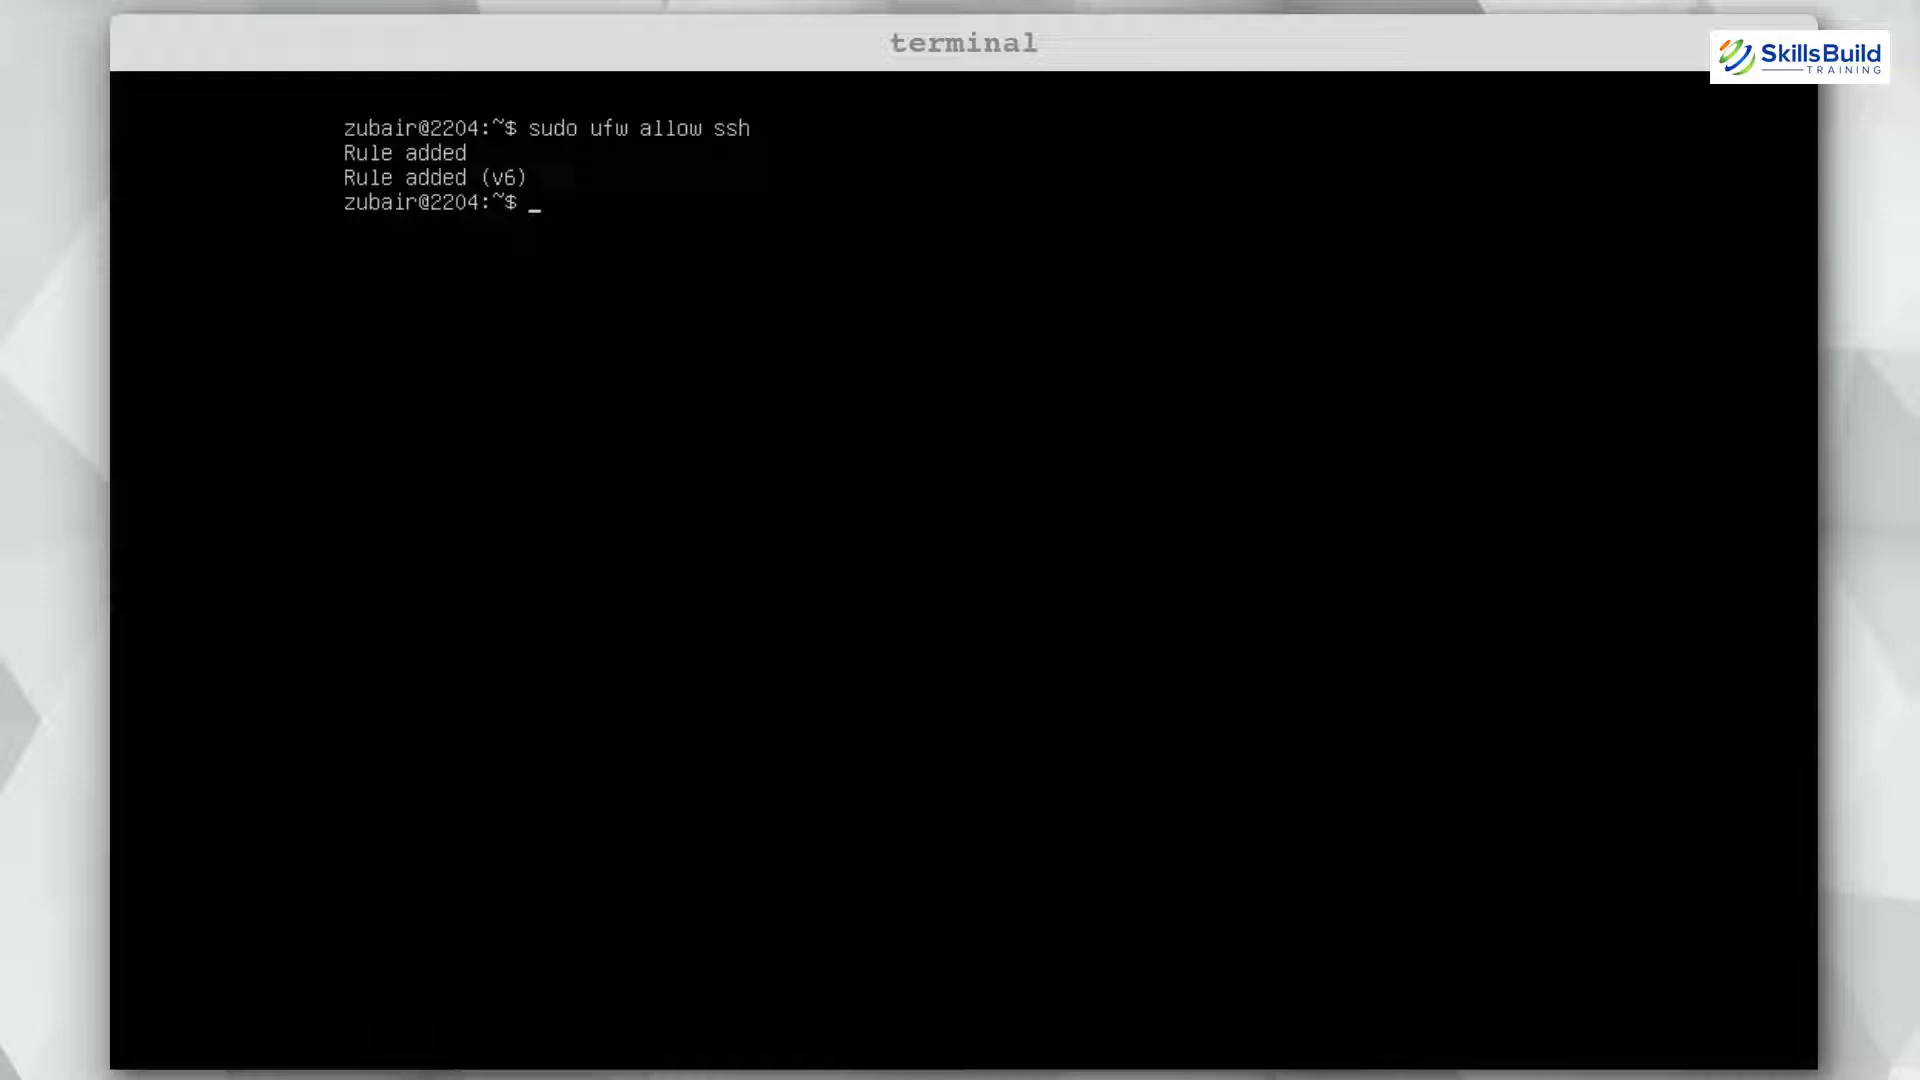 terminal
SkillsBuild
TRAINING
zubair@2204:~$ sudo ufw allow ssh
Rule added
Rule added (v6)
zubair@2204:~$ _